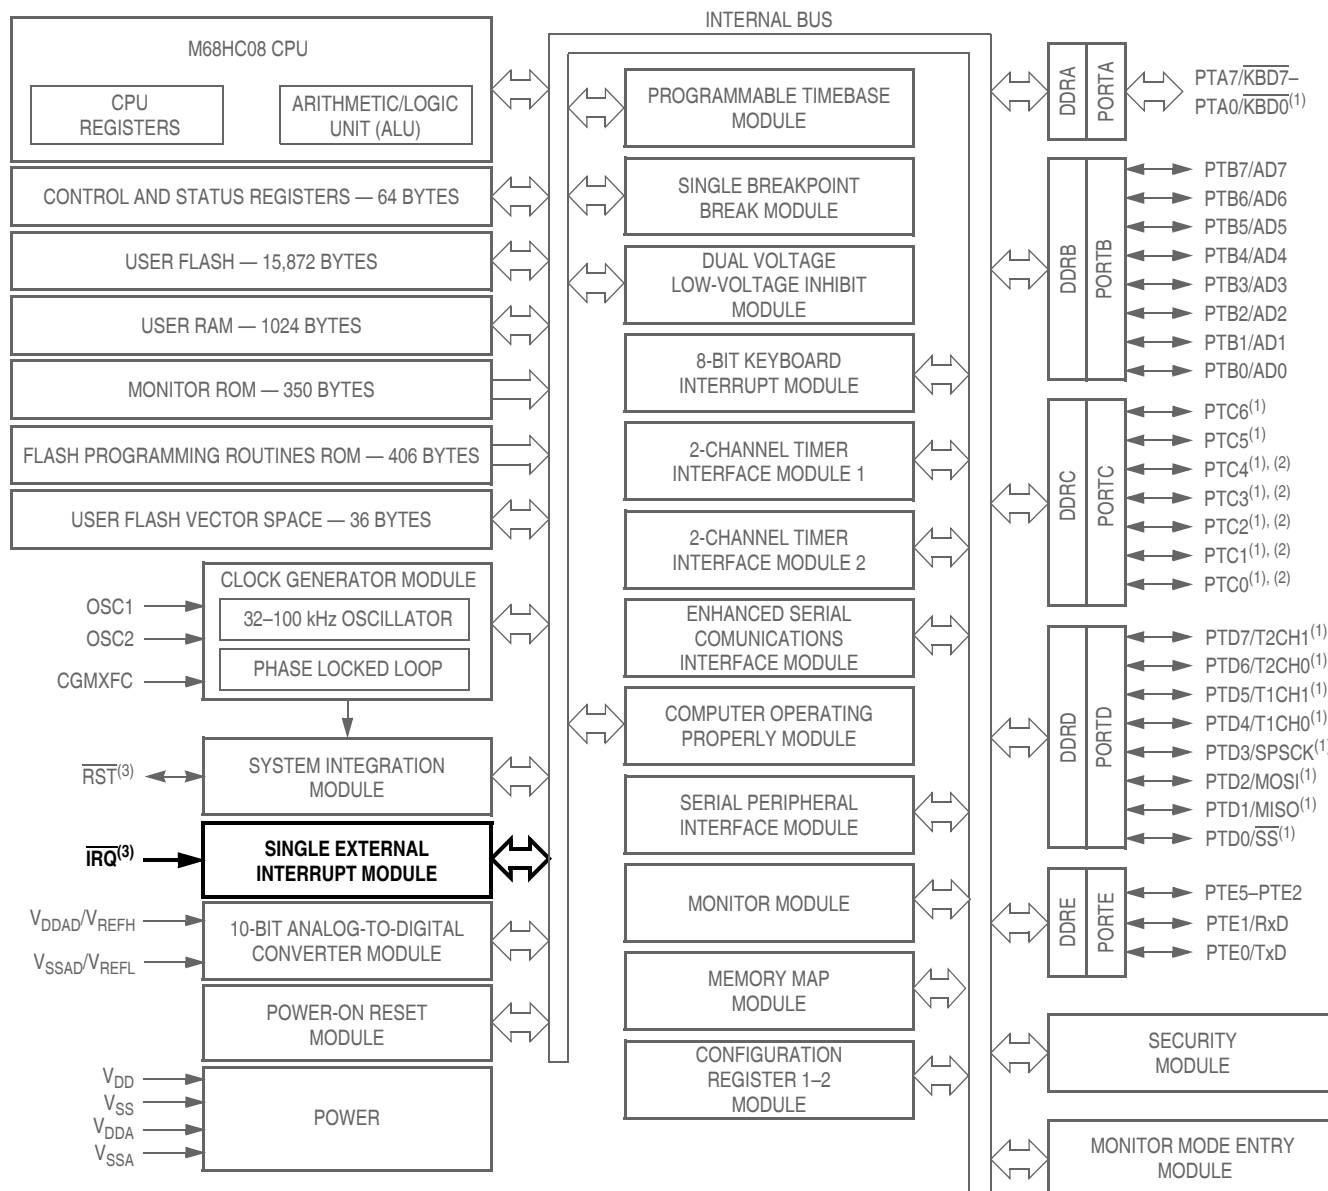 INTERNAL BUS
M68HC08 CPU
CPU
REGISTERS
ARITHMETIC/LOGIC
UNIT (ALU)
CONTROL AND STATUS REGISTERS — 64 BYTES
USER FLASH — 15,872 BYTES
USER RAM — 1024 BYTES
MONITOR ROM — 350 BYTES
FLASH PROGRAMMING ROUTINES ROM — 406 BYTES
USER FLASH VECTOR SPACE — 36 BYTES
CLOCK GENERATOR MODULE
32–100 kHz OSCILLATOR
PHASE LOCKED LOOP
OSC1
OSC2
CGMXFC
SYSTEM INTEGRATION
MODULE
RST(3)
SINGLE EXTERNAL
INTERRUPT MODULE
IRQ(3)
10-BIT ANALOG-TO-DIGITAL
CONVERTER MODULE
VDDAD/VREFH
VSSAD/VREFL
POWER-ON RESET
MODULE
POWER
VDD
VSS
VDDA
VSSA
PROGRAMMABLE TIMEBASE
MODULE
SINGLE BREAKPOINT
BREAK MODULE
DUAL VOLTAGE
LOW-VOLTAGE INHIBIT
MODULE
8-BIT KEYBOARD
INTERRUPT MODULE
2-CHANNEL TIMER
INTERFACE MODULE 1
2-CHANNEL TIMER
INTERFACE MODULE 2
ENHANCED SERIAL
COMUNICATIONS
INTERFACE MODULE
COMPUTER OPERATING
PROPERLY MODULE
SERIAL PERIPHERAL
INTERFACE MODULE
MONITOR MODULE
MEMORY MAP
MODULE
CONFIGURATION
REGISTER 1–2
MODULE
DDRA
PORTA
PTA7/KBD7–
PTA0/KBD0(1)
DDRB
PORTB
PTB7/AD7
PTB6/AD6
PTB5/AD5
PTB4/AD4
PTB3/AD3
PTB2/AD2
PTB1/AD1
PTB0/AD0
DDRC
PORTC
PTC6(1)
PTC5(1)
PTC4(1), (2)
PTC3(1), (2)
PTC2(1), (2)
PTC1(1), (2)
PTC0(1), (2)
DDRD
PORTD
PTD7/T2CH1(1)
PTD6/T2CH0(1)
PTD5/T1CH1(1)
PTD4/T1CH0(1)
PTD3/SPSCK(1)
PTD2/MOSI(1)
PTD1/MISO(1)
PTD0/SS(1)
DDRE
PORTE
PTE5–PTE2
PTE1/RxD
PTE0/TxD
SECURITY
MODULE
MONITOR MODE ENTRY
MODULE